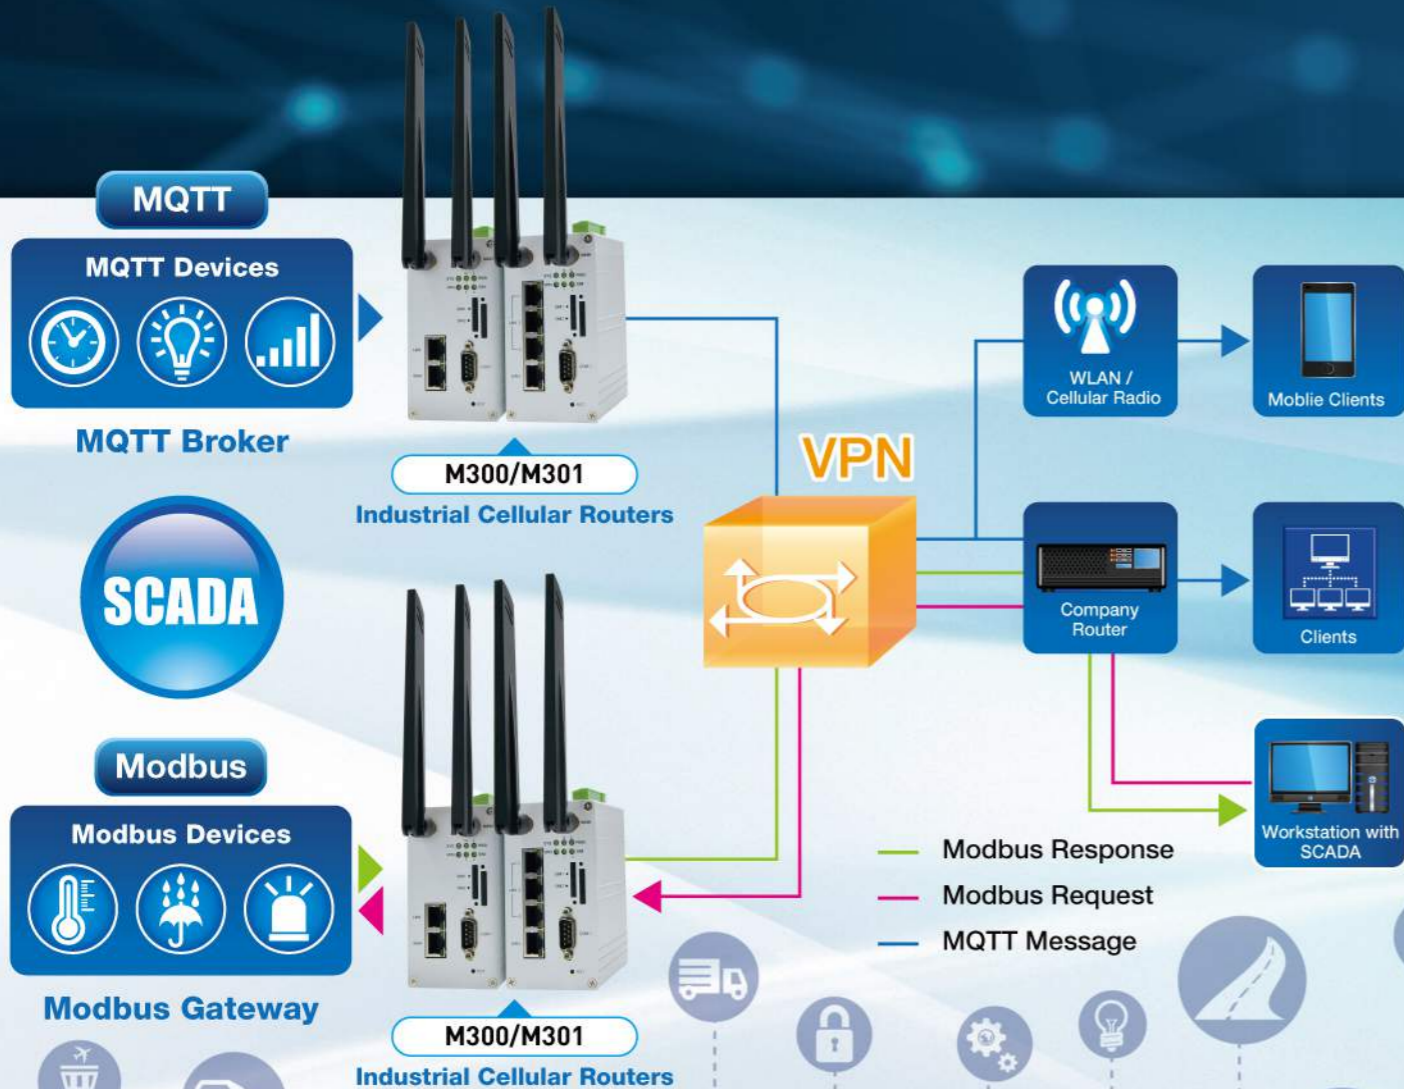 MQTT
MQTT Devices
MQTT Broker
M300/M301
Industrial Cellular Routers
SCADA
VPN
WLAN /
Cellular Radio
Moblie Clients
Company
Router
Clients
Workstation with
SCADA
Modbus
Modbus Devices
Modbus Gateway
M300/M301
Industrial Cellular Routers
Modbus Response
Modbus Request
MQTT Message